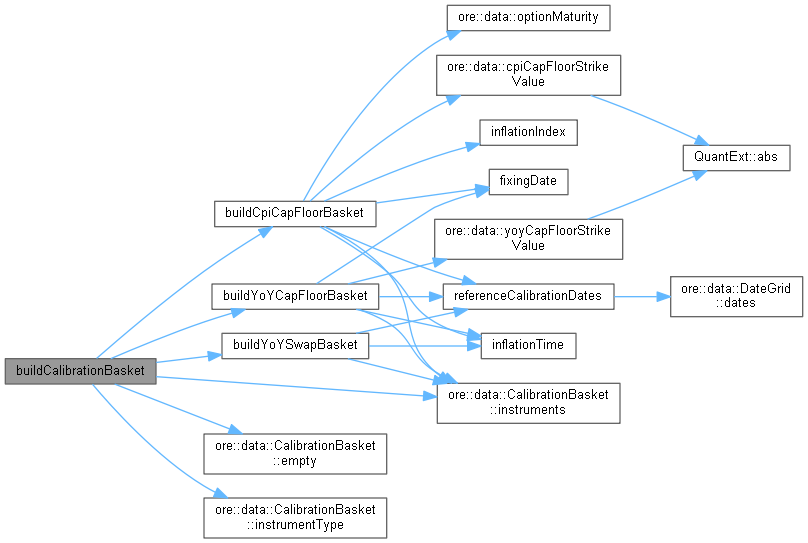 ore::data::optionMaturity
ore::data::cpiCapFloorStrike
Value
inflationIndex
QuantExt::abs
fixingDate
buildCpiCapFloorBasket
ore::data::yoyCapFloorStrike
Value
buildYoYCapFloorBasket
referenceCalibrationDates
ore::data::DateGrid
::dates
buildYoYSwapBasket
inflationTime
buildCalibrationBasket
ore::data::CalibrationBasket
::instruments
ore::data::CalibrationBasket
::empty
ore::data::CalibrationBasket
::instrumentType